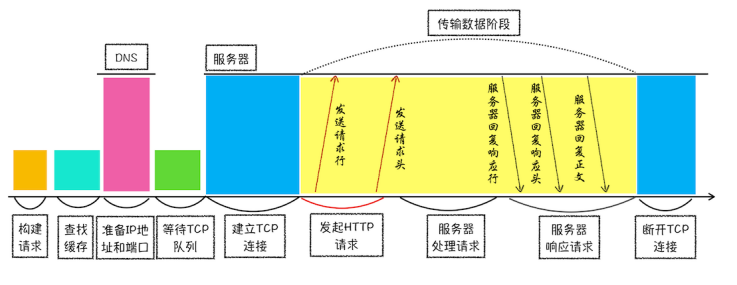 传输数据阶段
DNS
服务器
发送请求行
发送请求头
服务器回复响应行
服务器回复响应头
服务器回复正文
构建
请求
查找
缓存
准备IP地
址和端口
等待TCP
队列
建立TCP
连接
发起HTTP
请求
服务器
处理请求
服务器
响应请求
断开TCP
连接